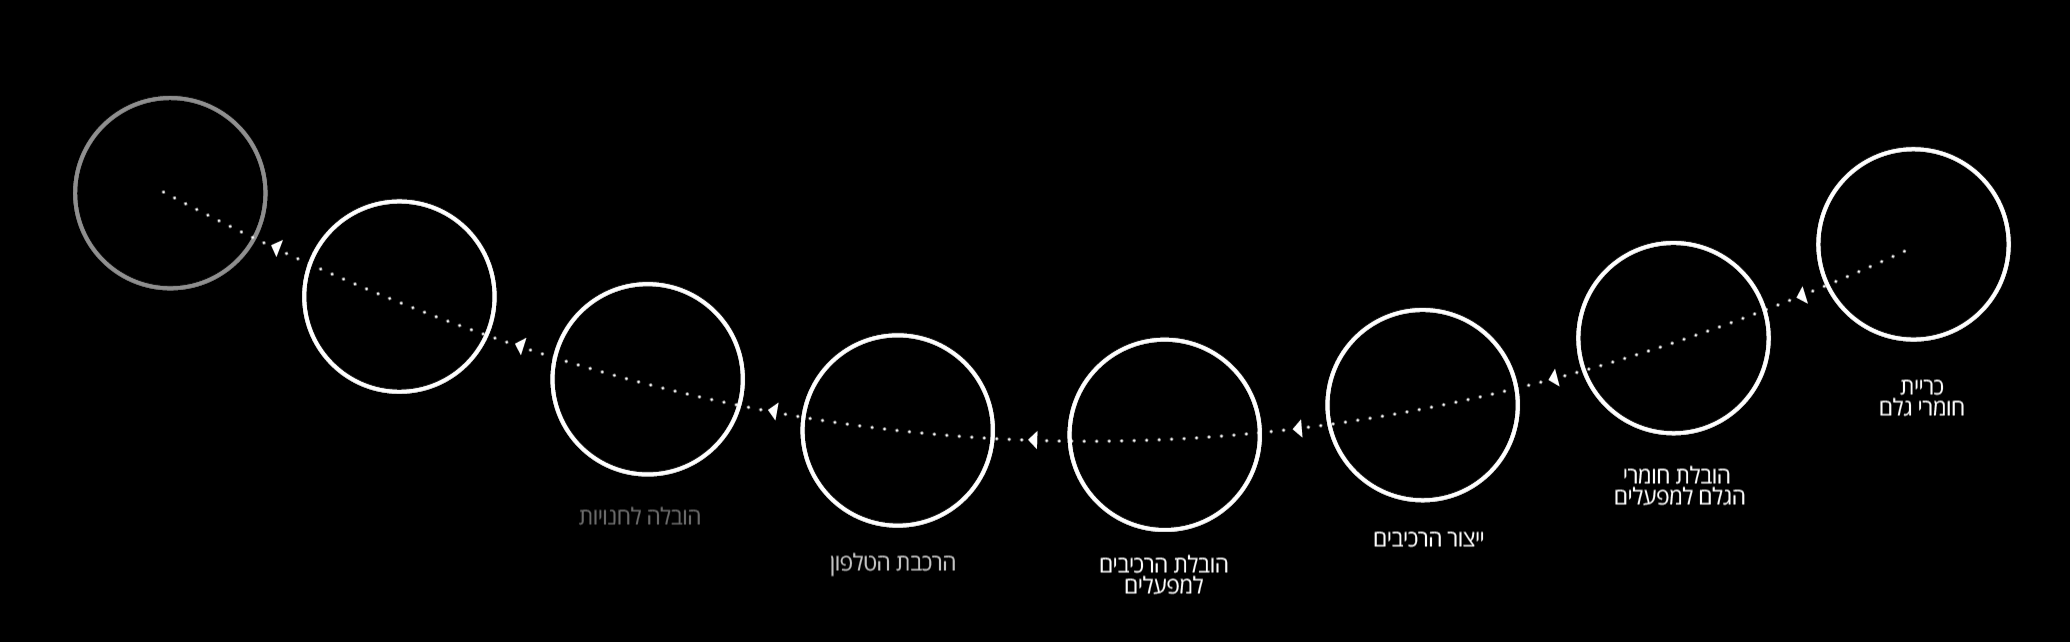 כריית
חומרי גלם
הובלת חומרי
הגלם למפעלים
ייצור הרכיבים
הובלת הרכיבים
למפעלים
הרכבת הטלפון
הובלה לחנויות